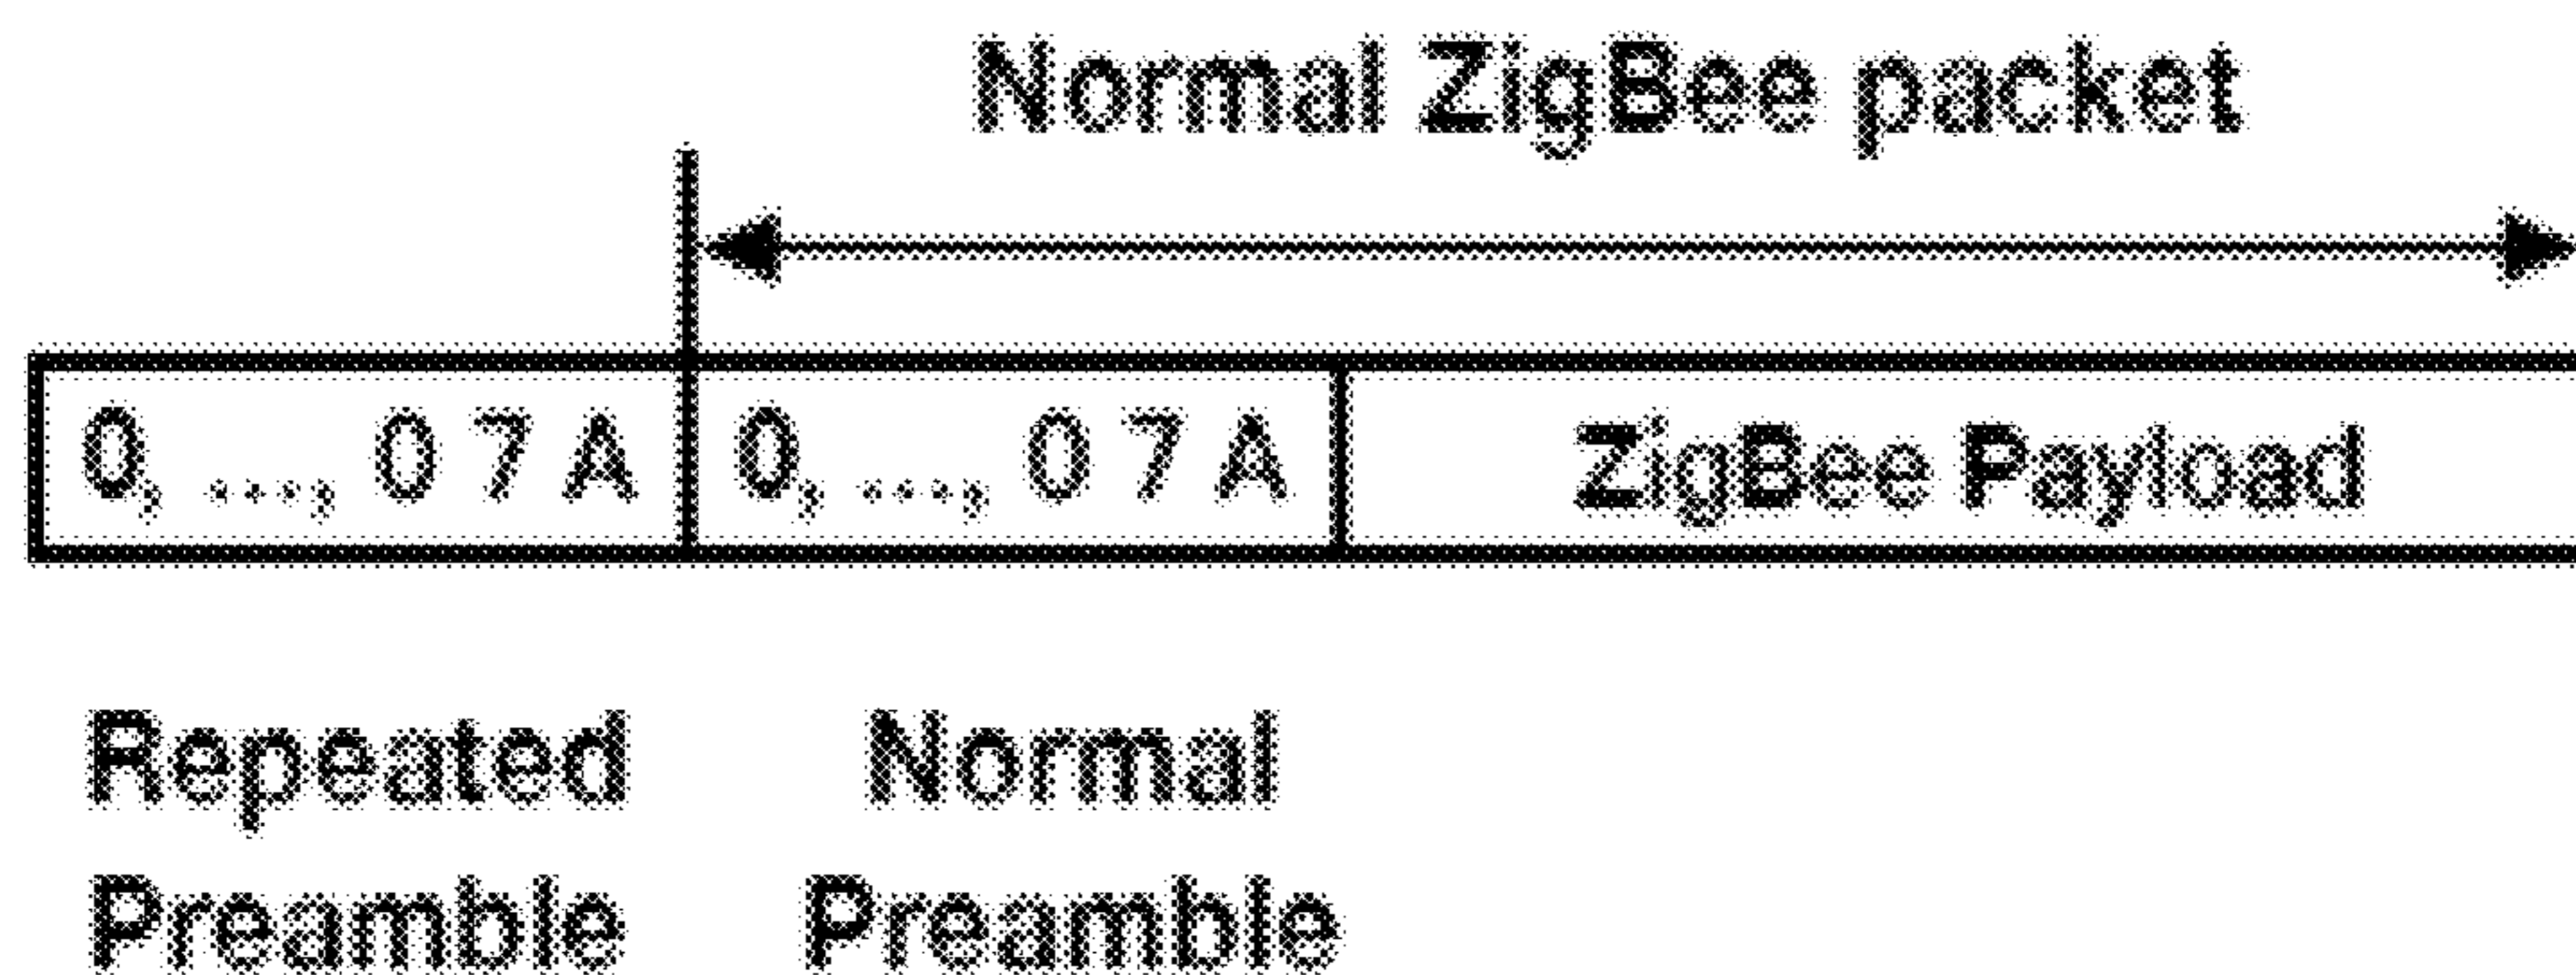 Normal ZigBee packet
0, ..., 0 7 A 0, ..., 0 7 A ZigBee Payload
Repeated Normal
Preamble Preamble